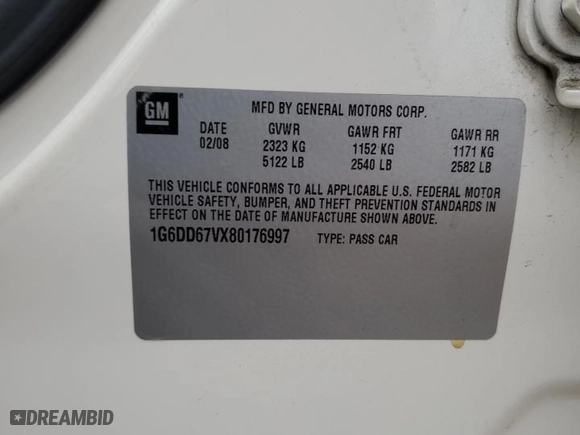 GM
MFD BY GENERAL MOTORS CORP.
DATE GVWR GAWR FRT GAWR RR
02/08 2323 KG 1152 KG 1171 KG
5122 LB 2540 LB 2582 LB
THIS VEHICLE CONFORMS TO ALL APPLICABLE U.S. FEDERAL MOTOR
VEHICLE SAFETY, BUMPER, AND THEFT PREVENTION STANDARDS IN
EFFECT ON THE DATE OF MANUFACTURE SHOWN ABOVE.
1G6DD67VX80176997 TYPE: PASS CAR
DREAMBID